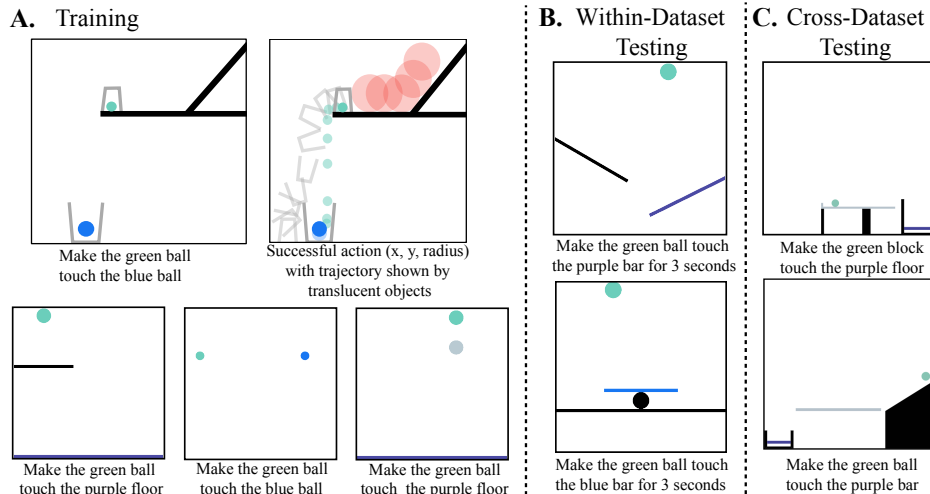 A. Training
Make the green ball
touch the blue ball
Successful action (x, y, radius)
with trajectory shown by
translucent objects
Make the green ball
touch the purple floor
Make the green ball
touch the blue ball
Make the green ball
touch the purple floor
B. Within-Dataset
Testing
Make the green ball touch
the purple bar for 3 seconds
Make the green ball touch
the blue bar for 3 seconds
C. Cross-Dataset
Testing
Make the green block
touch the purple floor
Make the green ball
touch the purple bar